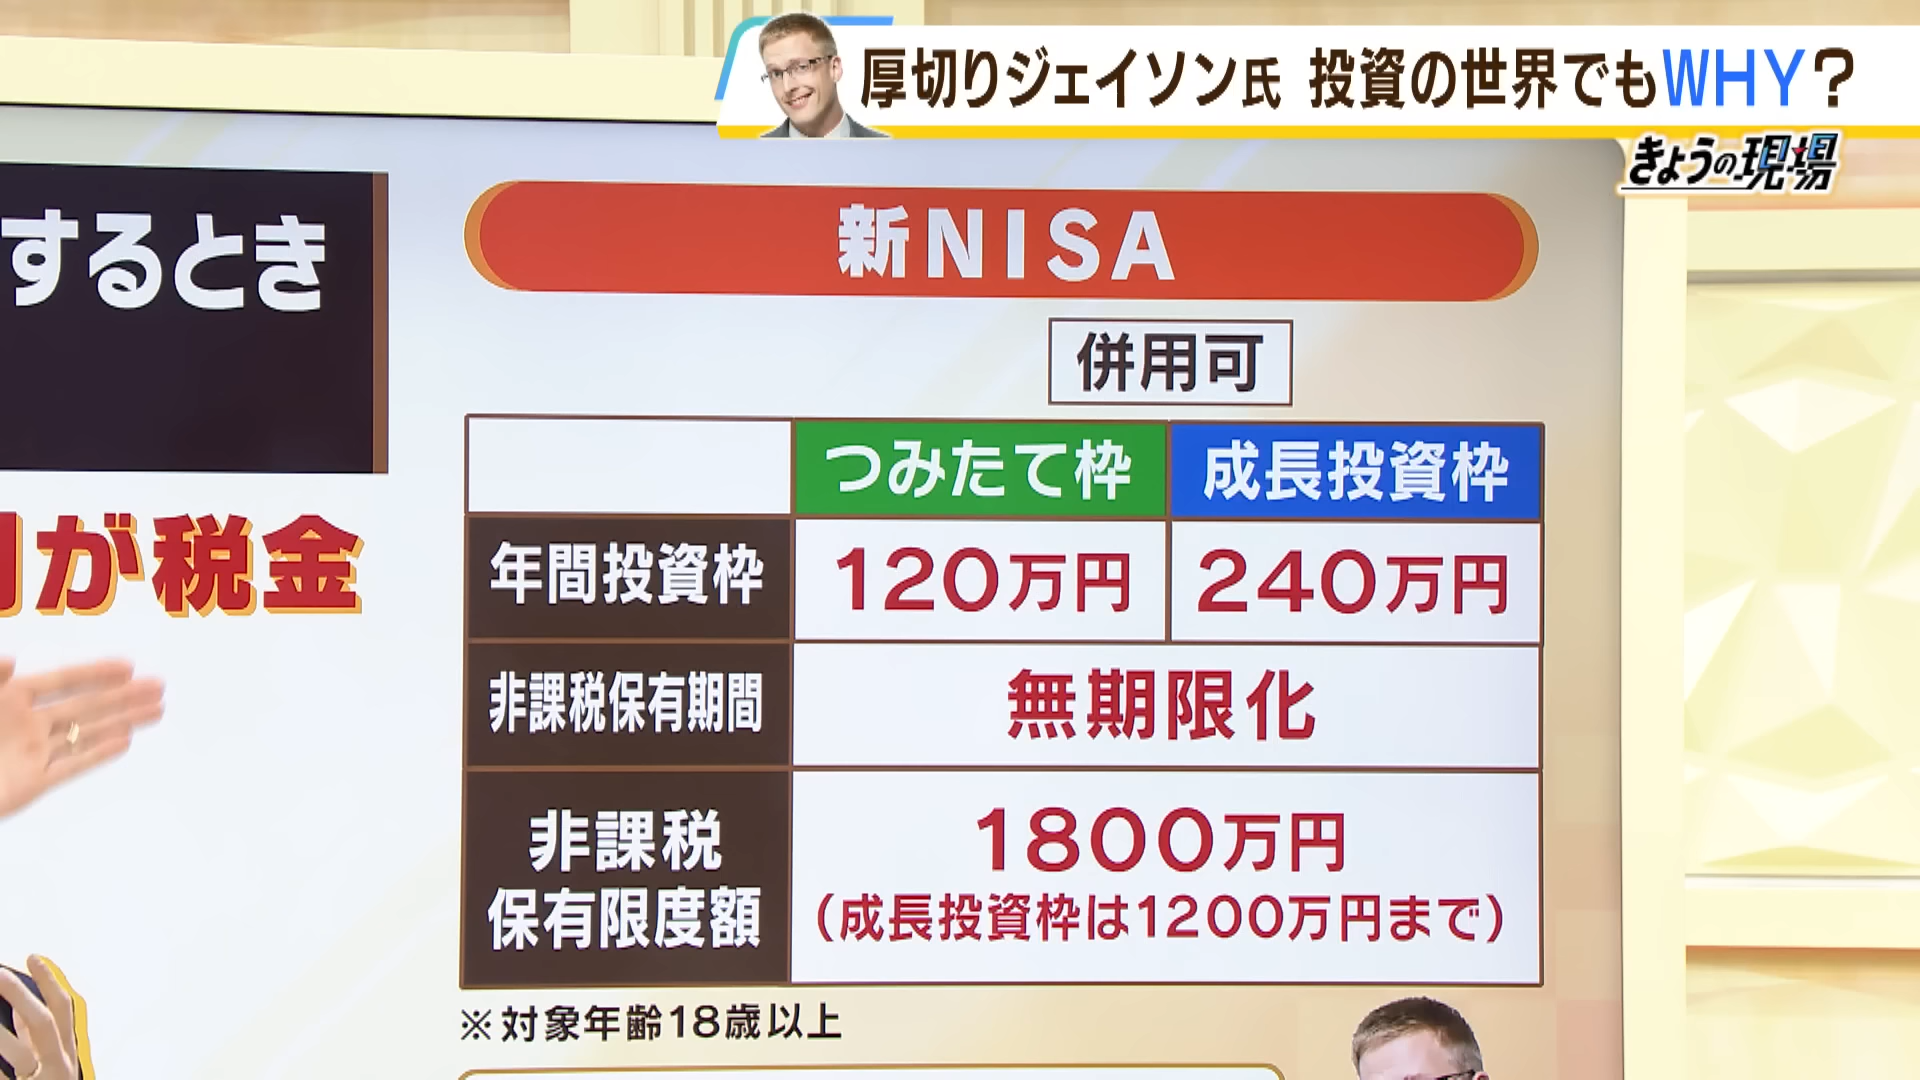 厚切りジェイソン氏 投資の世界でもWHY?
きょうの現場
するとき
が税金
新NISA
併用可
つみたて枠 成長投資枠
年間投資枠 120万円 240万円
非課税保有期間 無期限化
非課税
保有限度額
1800万円
(成長投資枠は1200万円まで)
※対象年齢18歳以上